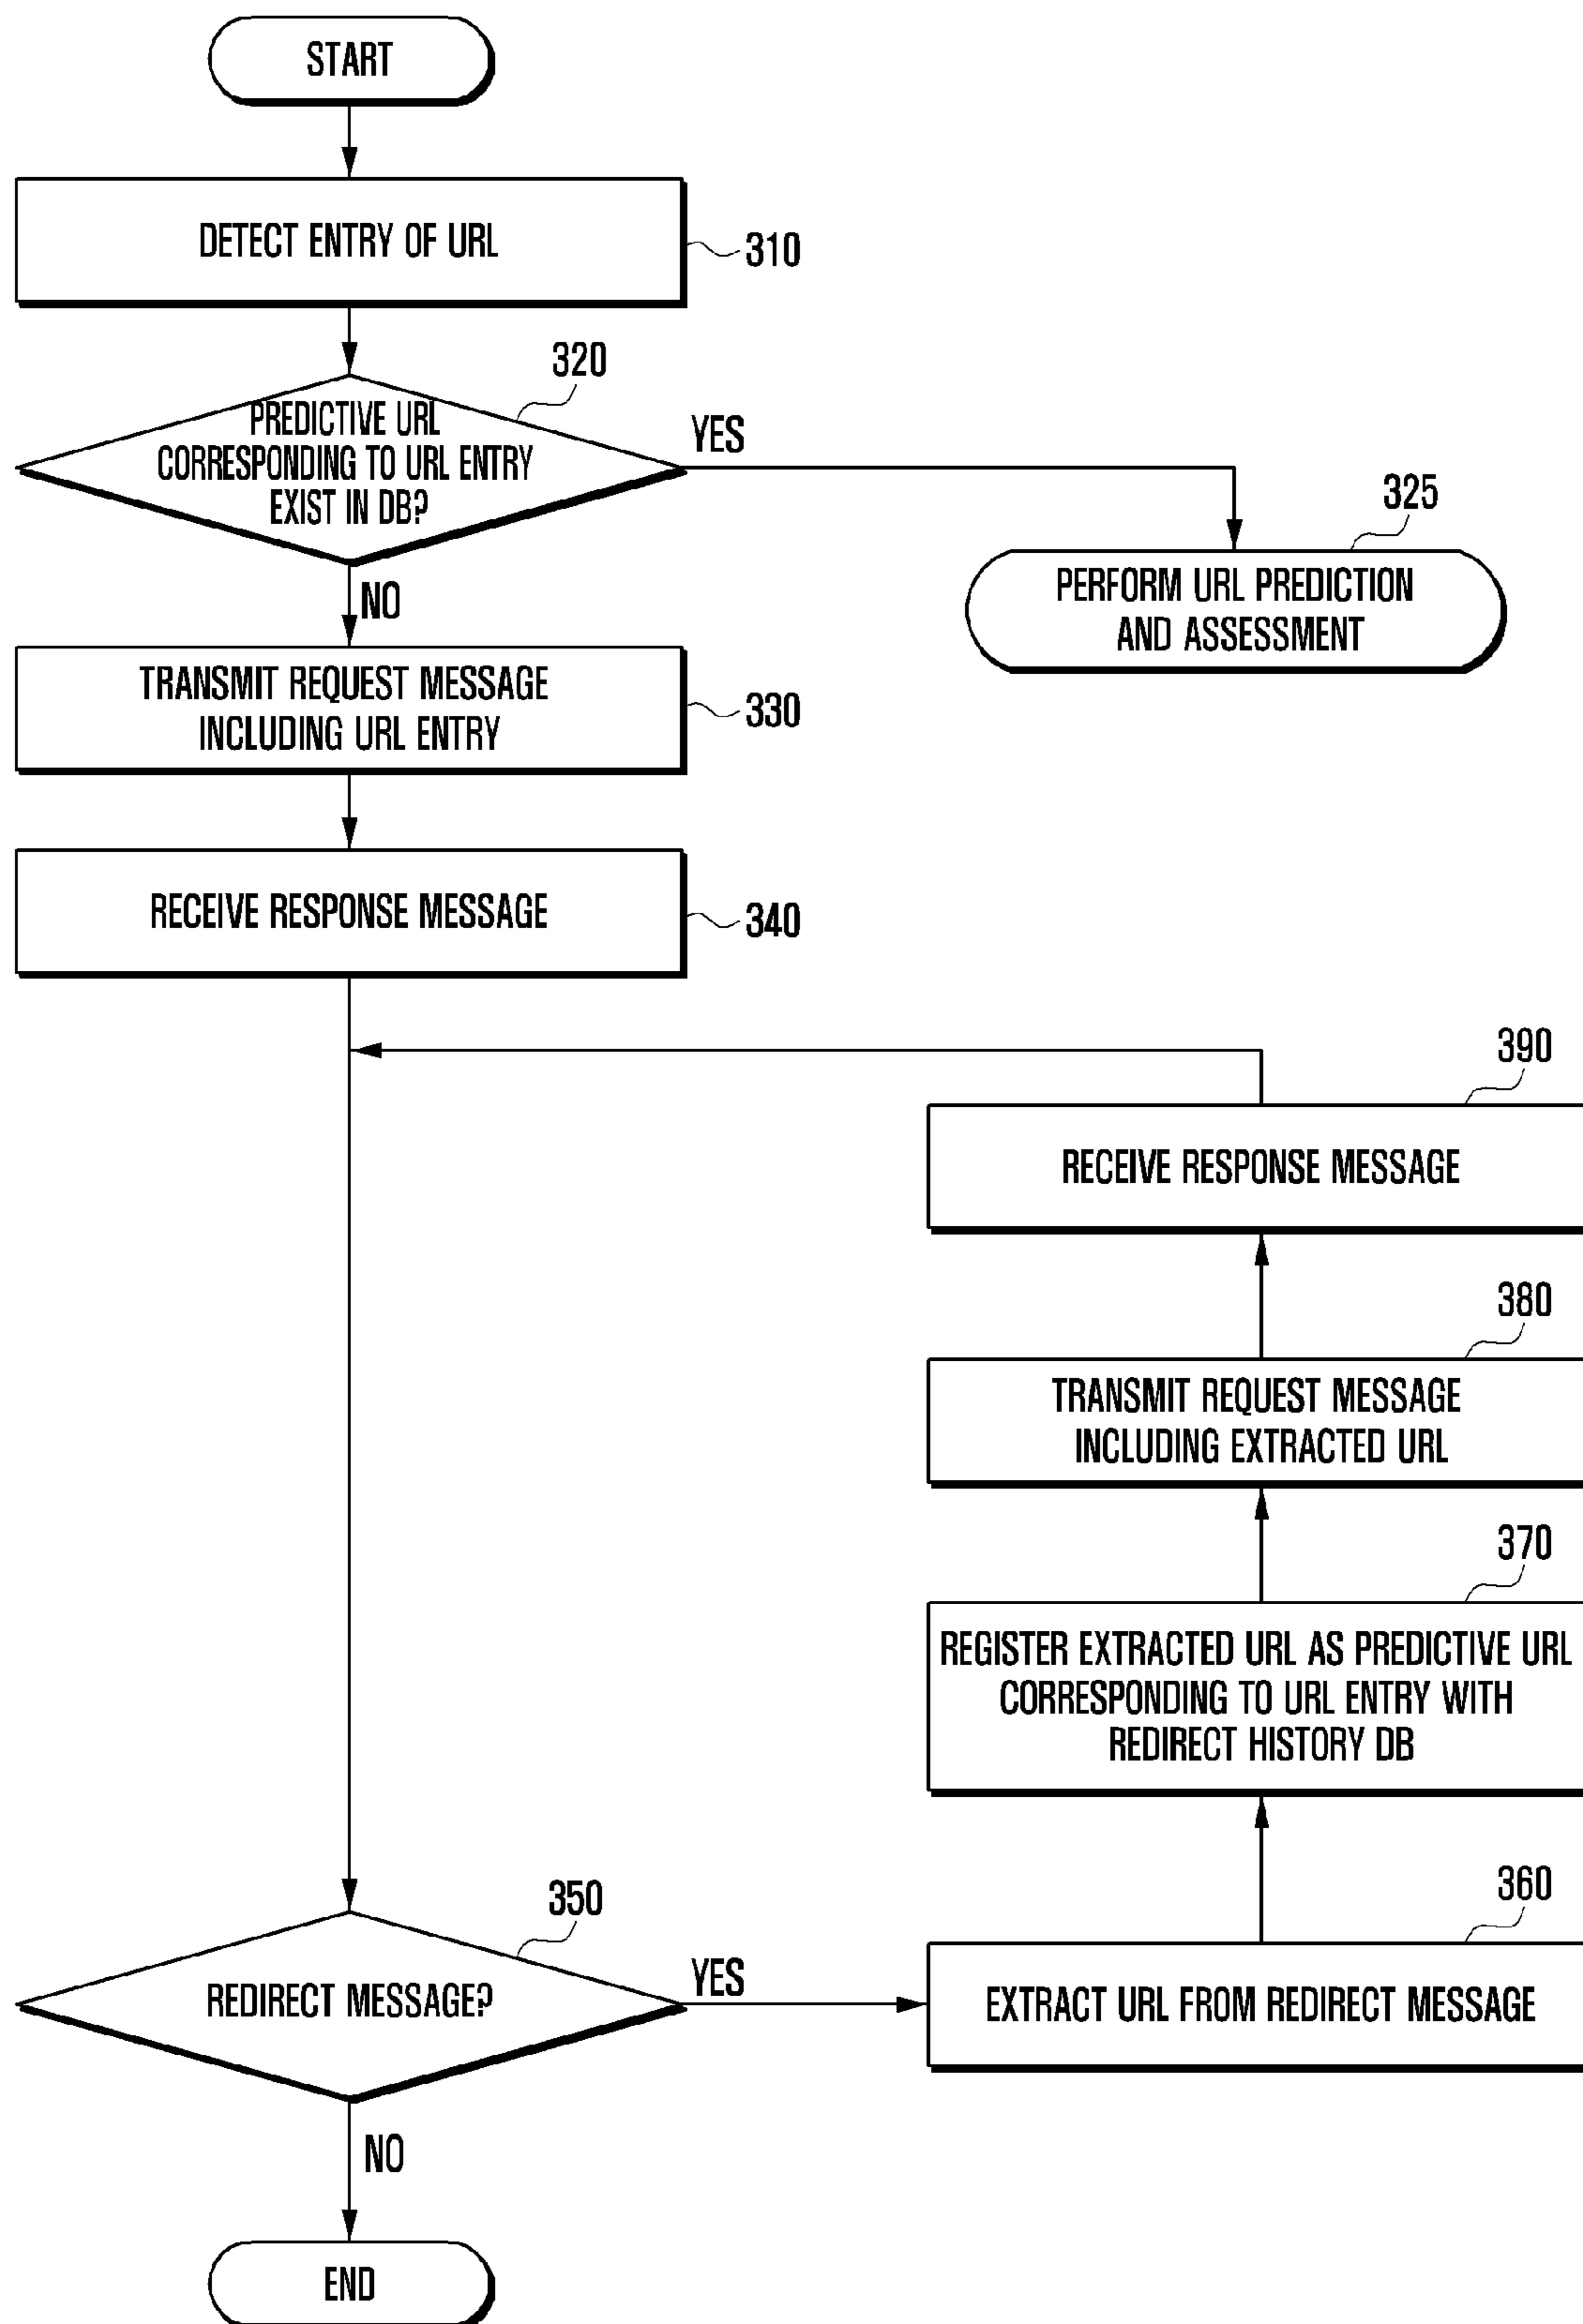 START
DETECT ENTRY OF URL
310
320
PREDICTIVE URL
CORRESPONDING TO URL ENTRY
EXIST IN DB?
YES
325
PERFORM URL PREDICTION
AND ASSESSMENT
NO
TRANSMIT REQUEST MESSAGE
INCLUDING URL ENTRY
330
RECEIVE RESPONSE MESSAGE
340
390
RECEIVE RESPONSE MESSAGE
380
TRANSMIT REQUEST MESSAGE
INCLUDING EXTRACTED URL
370
REGISTER EXTRACTED URL AS PREDICTIVE URL
CORRESPONDING TO URL ENTRY WITH
REDIRECT HISTORY DB
350
REDIRECT MESSAGE?
YES
360
EXTRACT URL FROM REDIRECT MESSAGE
NO
END